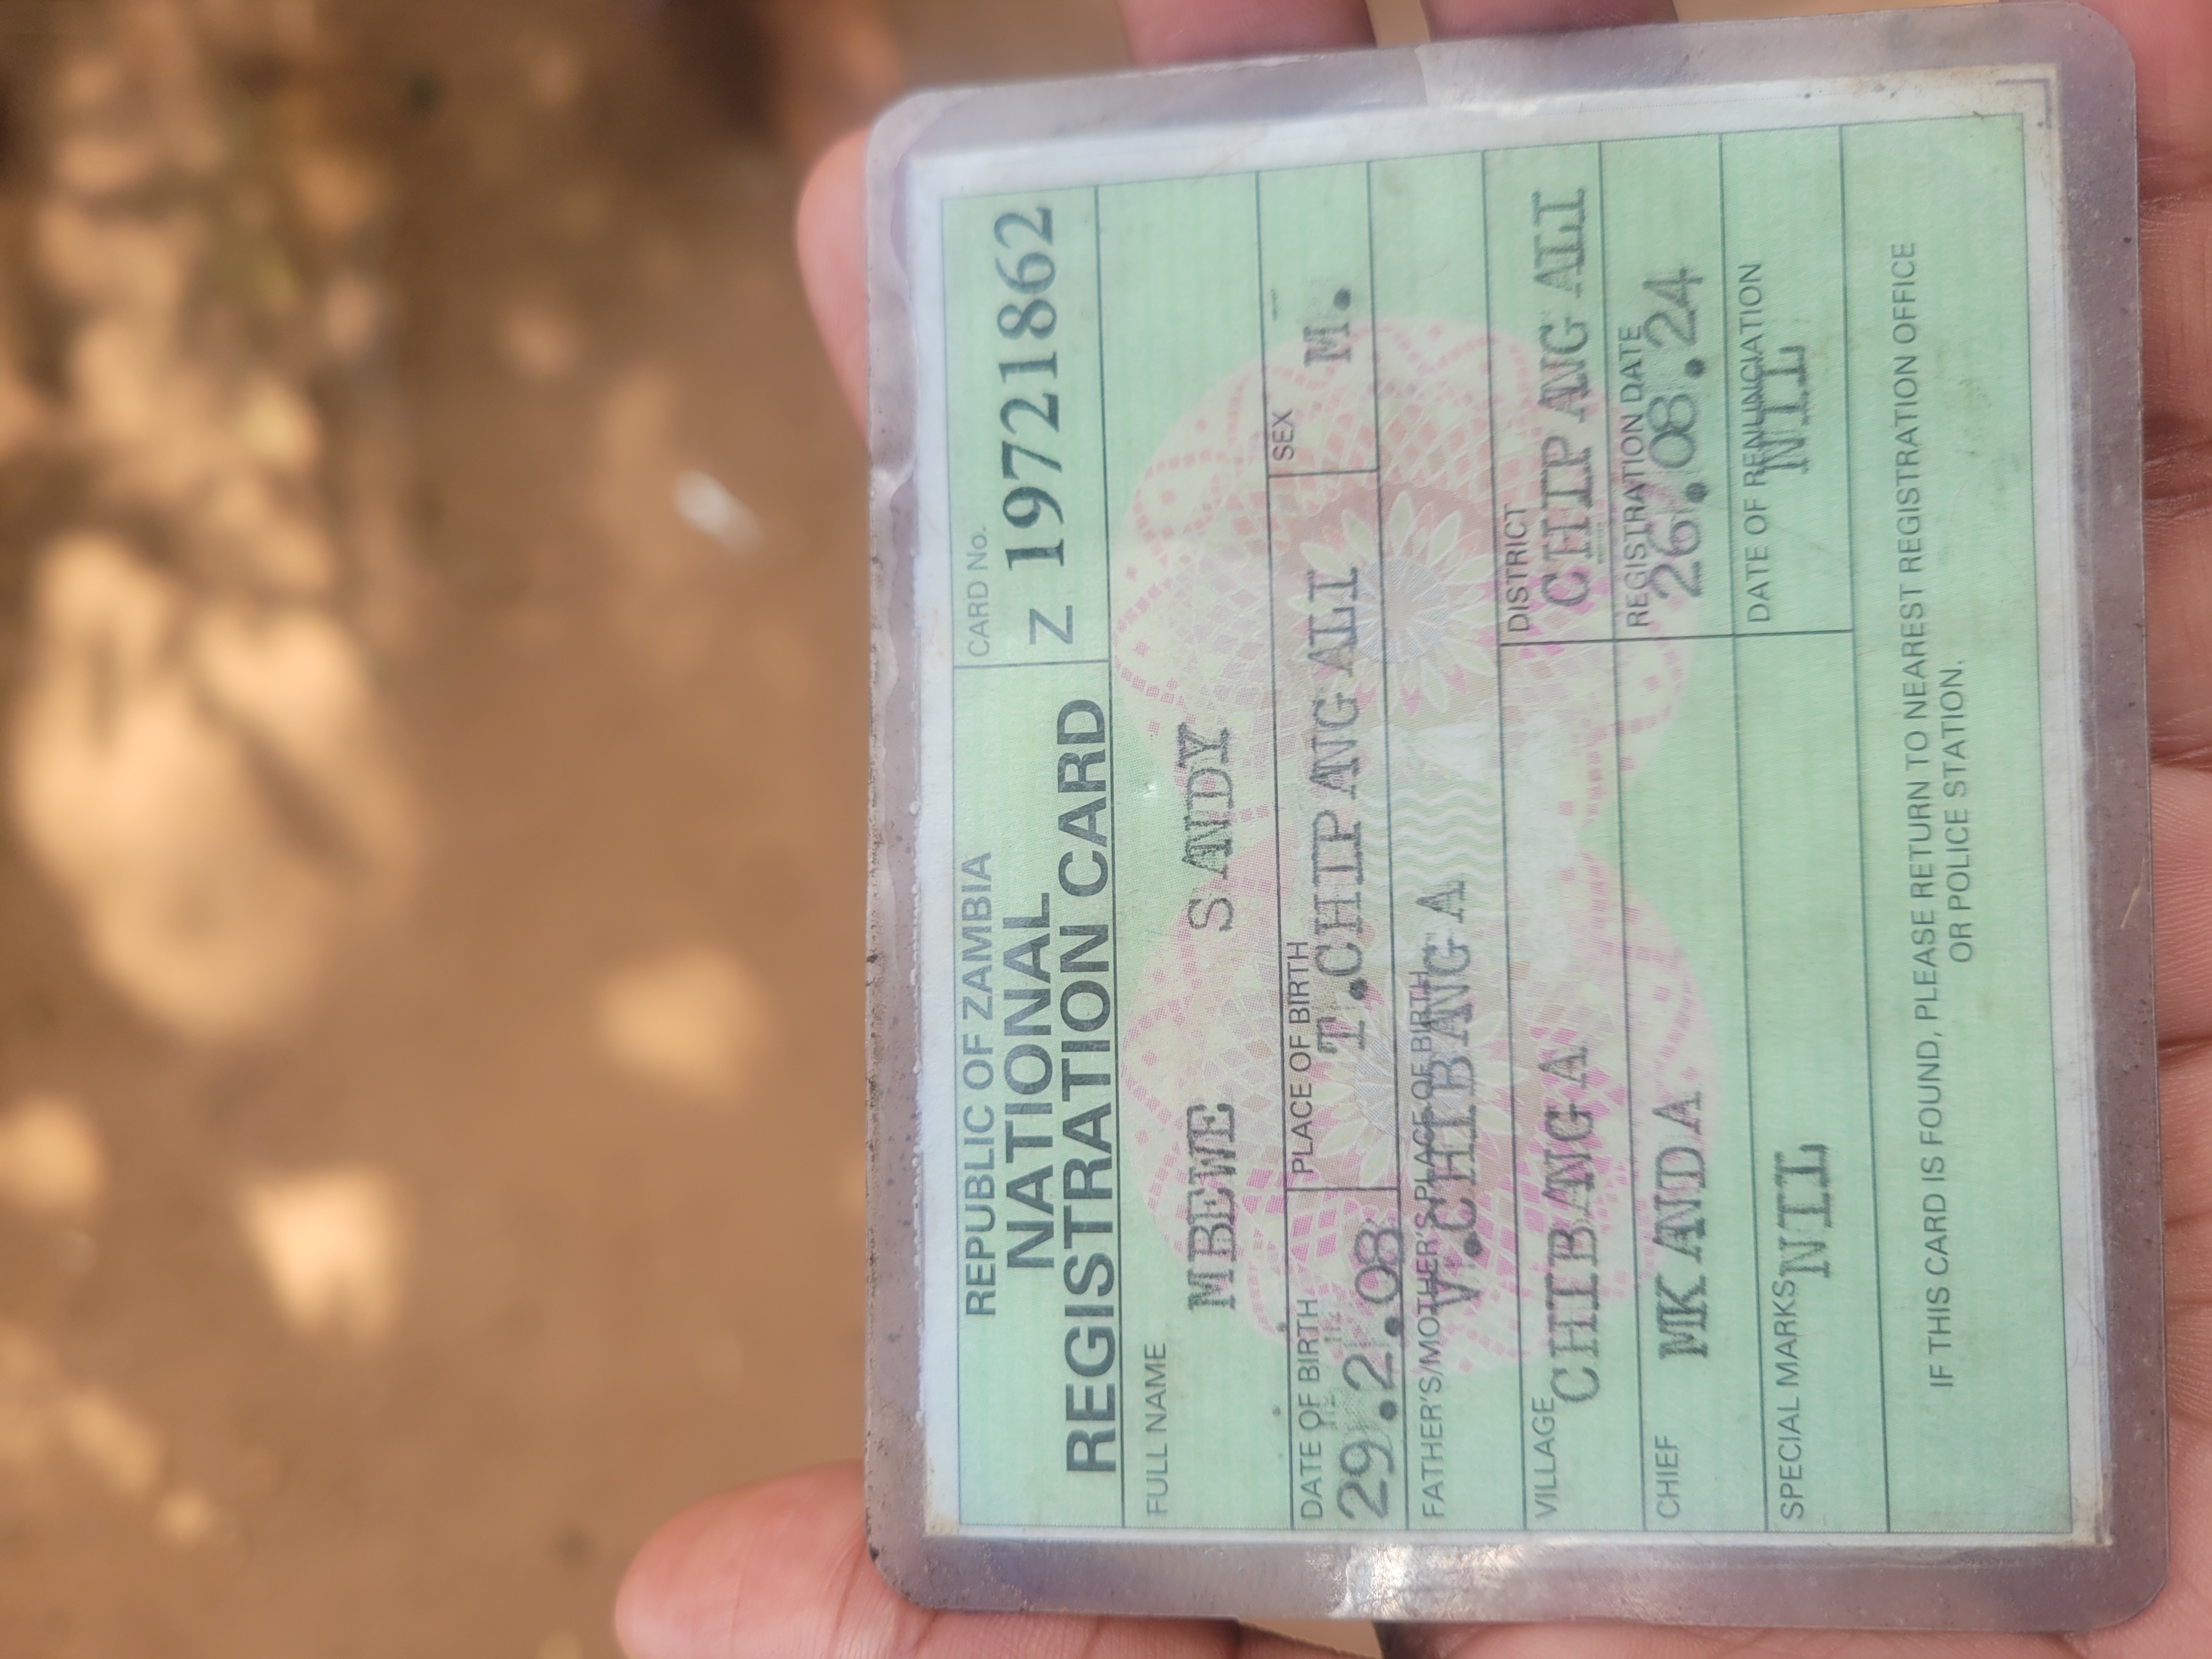 REPUBLIC OF ZAMBIA
NATIONAL
REGISTRATION CARD
CARD No.
Z 19721862
FULL NAME
MBEWE SANDY
DATE OF BIRTH
29.2.08
PLACE OF BIRTH
T.CHIPANGALI
SEX
M.
FATHER'S/MOTHER'S PLACE OF BIRTH
V.CHIBANGA
VILLAGE
CHIBANGA
DISTRICT
CHIPANGALI
CHIEF
MKANDA
REGISTRATION DATE
26.08.24
SPECIAL MARKS
NIL
DATE OF RENUNCIATION
NIL
IF THIS CARD IS FOUND, PLEASE RETURN TO NEAREST REGISTRATION OFFICE
OR POLICE STATION.